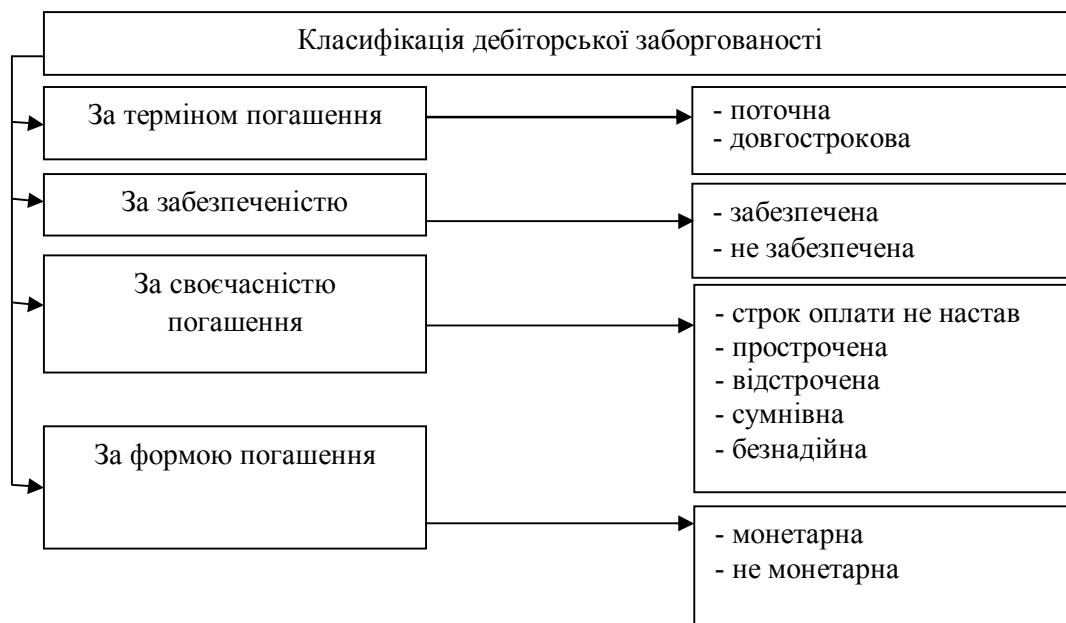 Класифікація дебіторської заборгованості
За терміном погашення
- поточна
- довгострокова
За забезпеченістю
- забезпечена
- не забезпечена
За своєчасністю
погашення
- строк оплати не настав
- прострочена
- відстрочена
- сумнівна
- безнадійна
За формою погашення
- монетарна
- не монетарна